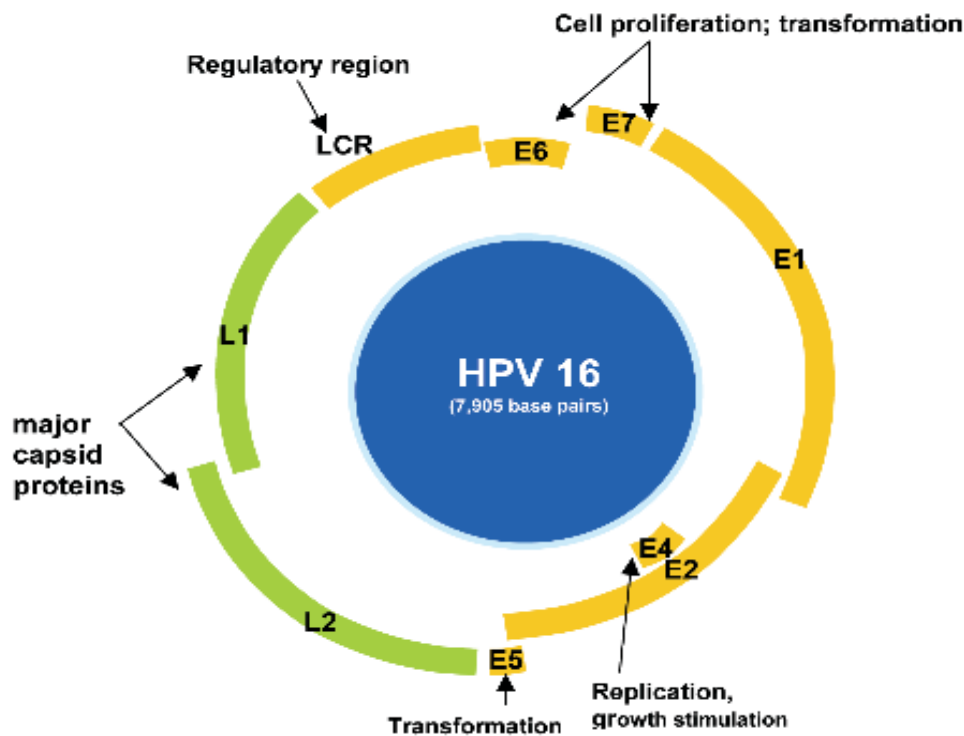 Cell proliferation; transformation
Regulatory region
LCR
E6
E7
E1
L1
HPV 16
(7,905 base pairs)
major
capsid
proteins
E4
E2
L2
E5
Replication,
growth stimulation
Transformation